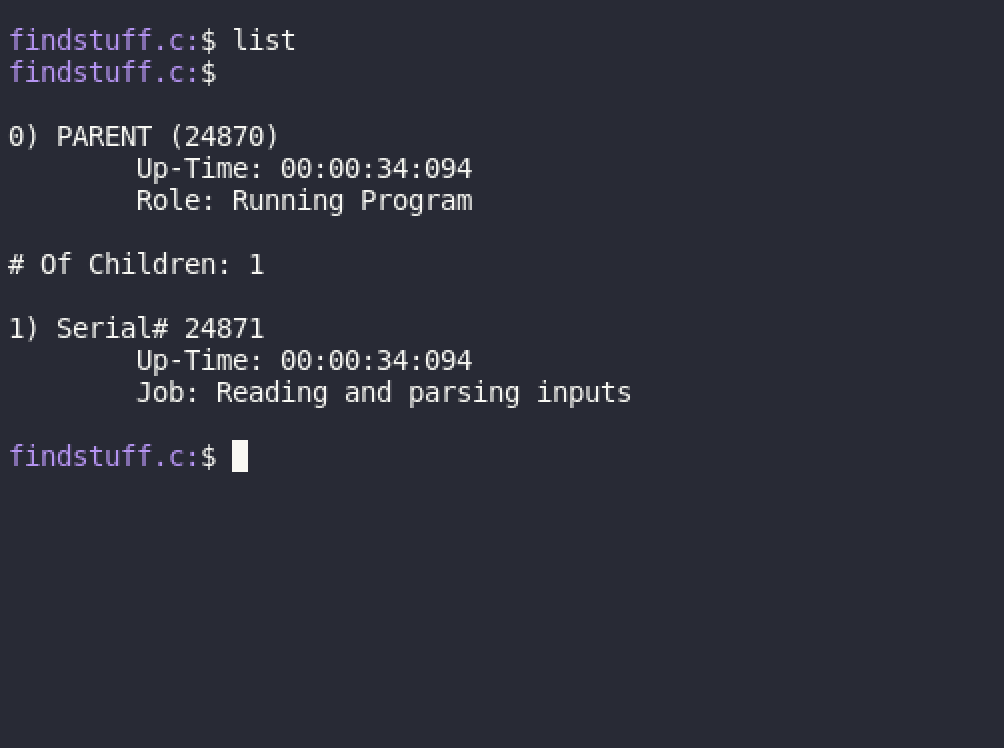 findstuff.c:$ list
findstuff.c:$
0) PARENT (24870)
Up-Time: 00:00:34:094
Role: Running Program
# Of Children: 1
1) Serial# 24871
Up-Time: 00:00:34:094
Job: Reading and parsing inputs
findstuff.c:$